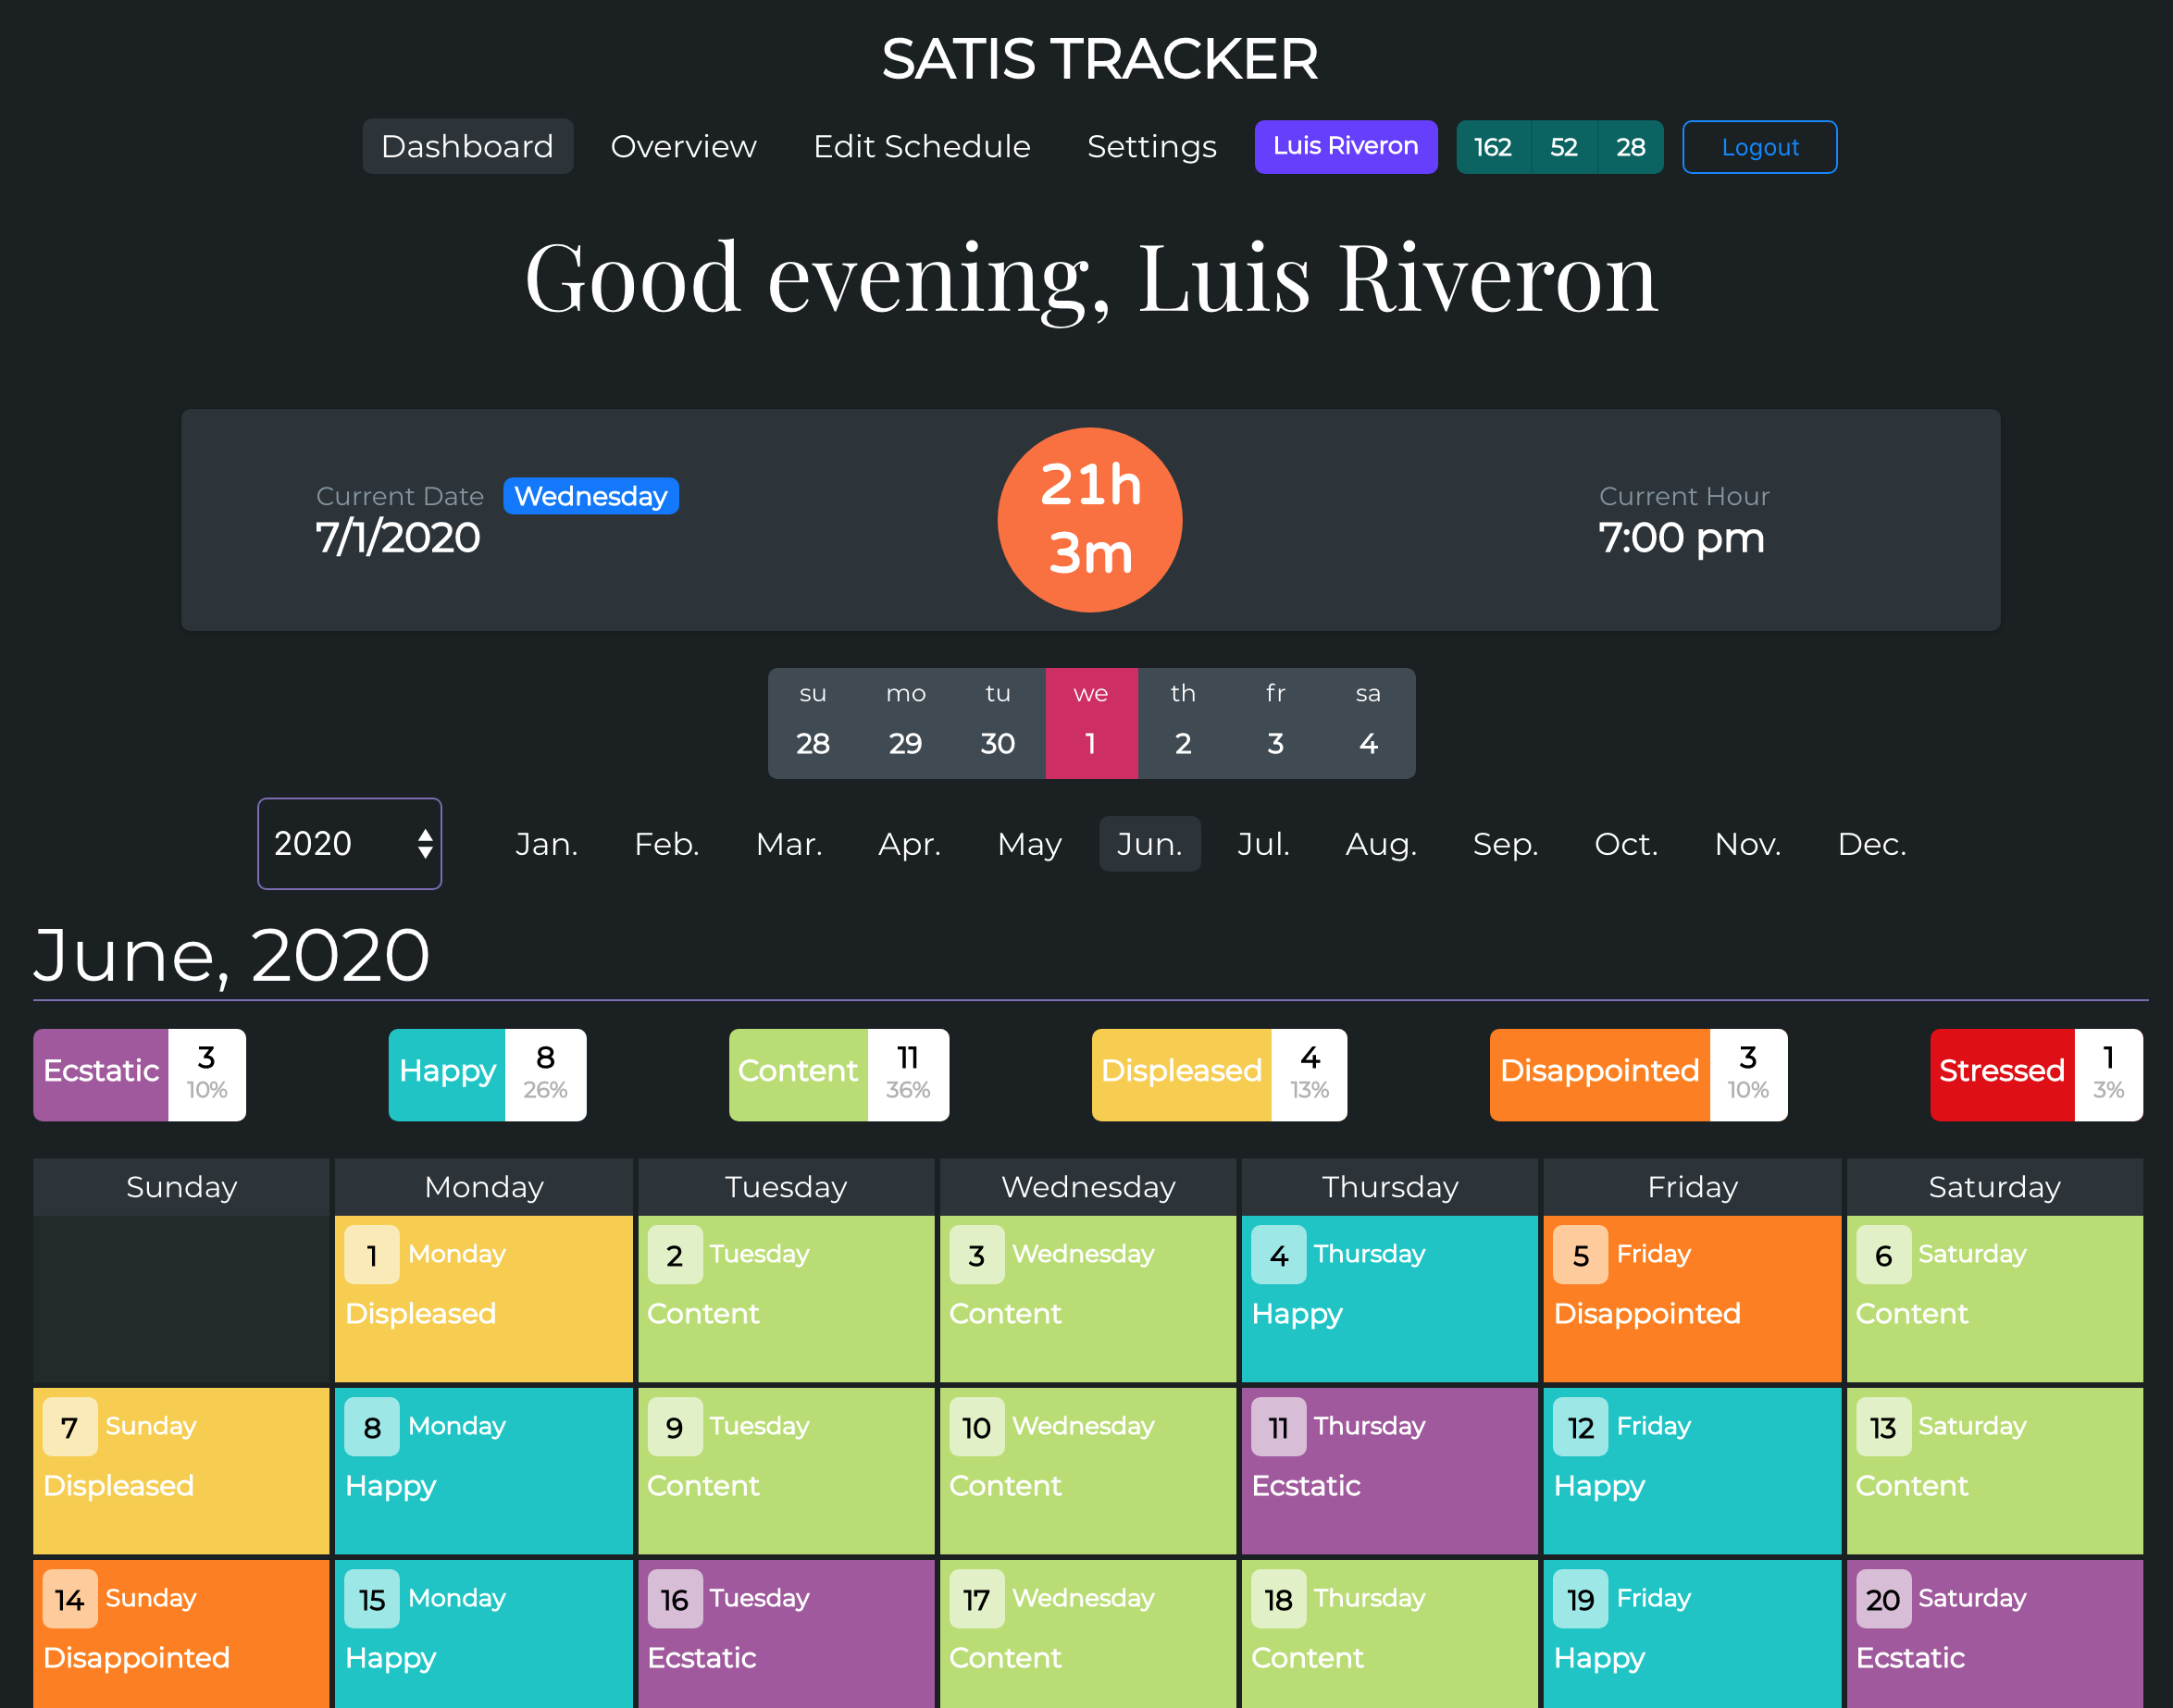 SATIS TRACKER
Dashboard Overview Edit Schedule Settings Luis Riveron 162 52 28 Logout
Good evening, Luis Riveron
Current Date Wednesday
7/1/2020
21h
3m
Current Hour
7:00 pm
su mo tu we th fr sa
28 29 30 1 2 3 4
2020 Jan. Feb. Mar. Apr. May Jun. Jul. Aug. Sep. Oct. Nov. Dec.
June, 2020
Ecstatic 3 10% Happy 8 26% Content 11 36% Displeased 4 13% Disappointed 3 10% Stressed 1 3%
Sunday Monday Tuesday Wednesday Thursday Friday Saturday
1 Monday 2 Tuesday 3 Wednesday 4 Thursday 5 Friday 6 Saturday
Displeased Content Content Happy Disappointed Content
7 Sunday 8 Monday 9 Tuesday 10 Wednesday 11 Thursday 12 Friday 13 Saturday
Displeased Happy Content Content Ecstatic Happy Content
14 Sunday 15 Monday 16 Tuesday 17 Wednesday 18 Thursday 19 Friday 20 Saturday
Disappointed Happy Ecstatic Content Content Happy Ecstatic